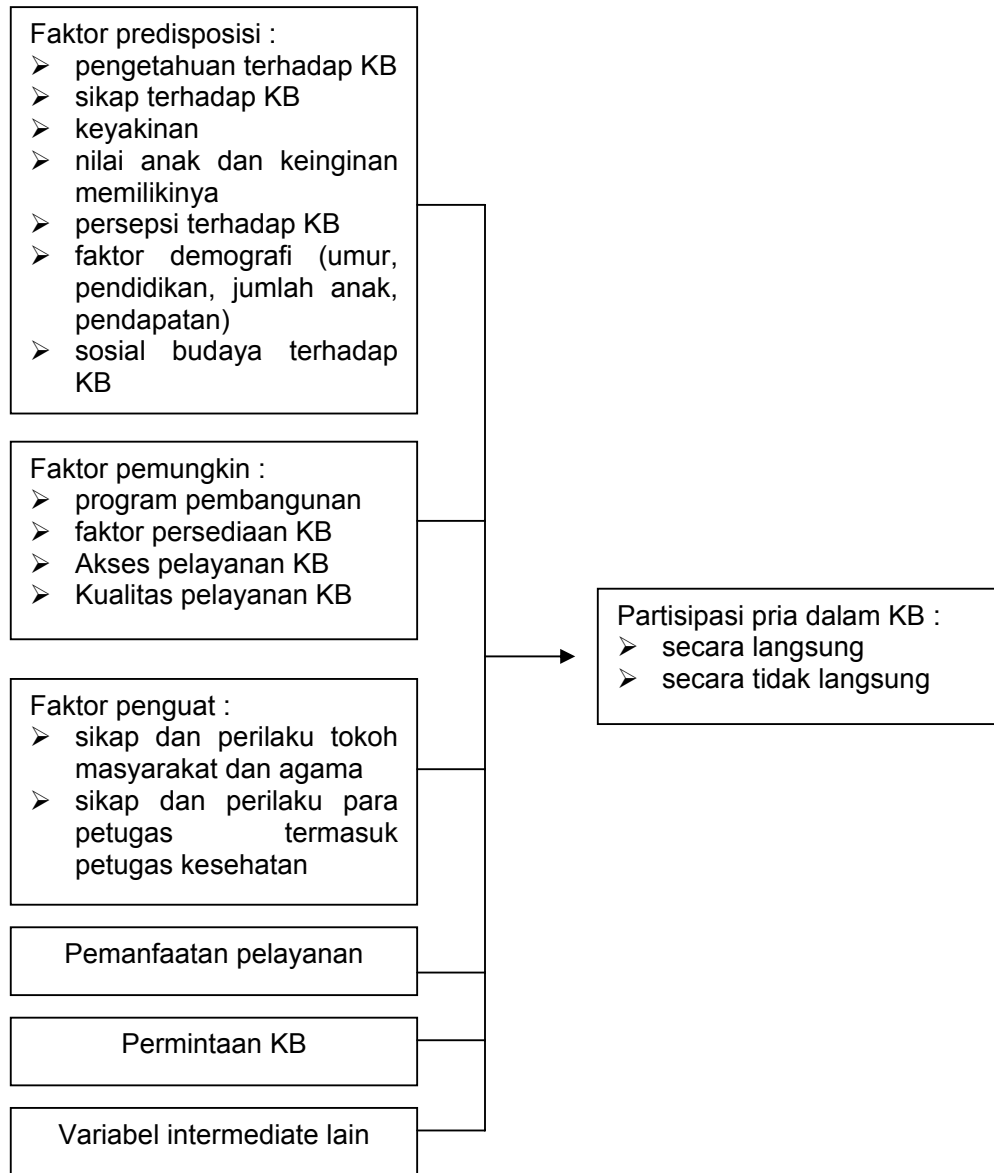 Faktor predisposisi :
➢ pengetahuan terhadap KB
➢ sikap terhadap KB
➢ keyakinan
➢ nilai anak dan keinginan
memilikinya
➢ persepsi terhadap KB
➢ faktor demografi (umur,
pendidikan, jumlah anak,
pendapatan)
➢ sosial budaya terhadap
KB
Faktor pemungkin :
➢ program pembangunan
➢ faktor persediaan KB
➢ Akses pelayanan KB
➢ Kualitas pelayanan KB
Faktor penguat :
➢ sikap dan perilaku tokoh
masyarakat dan agama
➢ sikap dan perilaku para
petugas termasuk
petugas kesehatan
Pemanfaatan pelayanan
Permintaan KB
Variabel intermediate lain
Partisipasi pria dalam KB :
➢ secara langsung
➢ secara tidak langsung